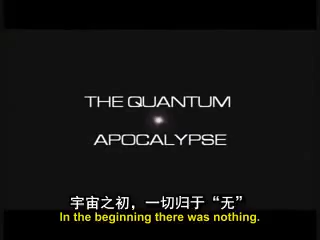 THE QUANTUM
APOCALYPSE
宇宙之初，一切归于“无”
In the beginning there was nothing.